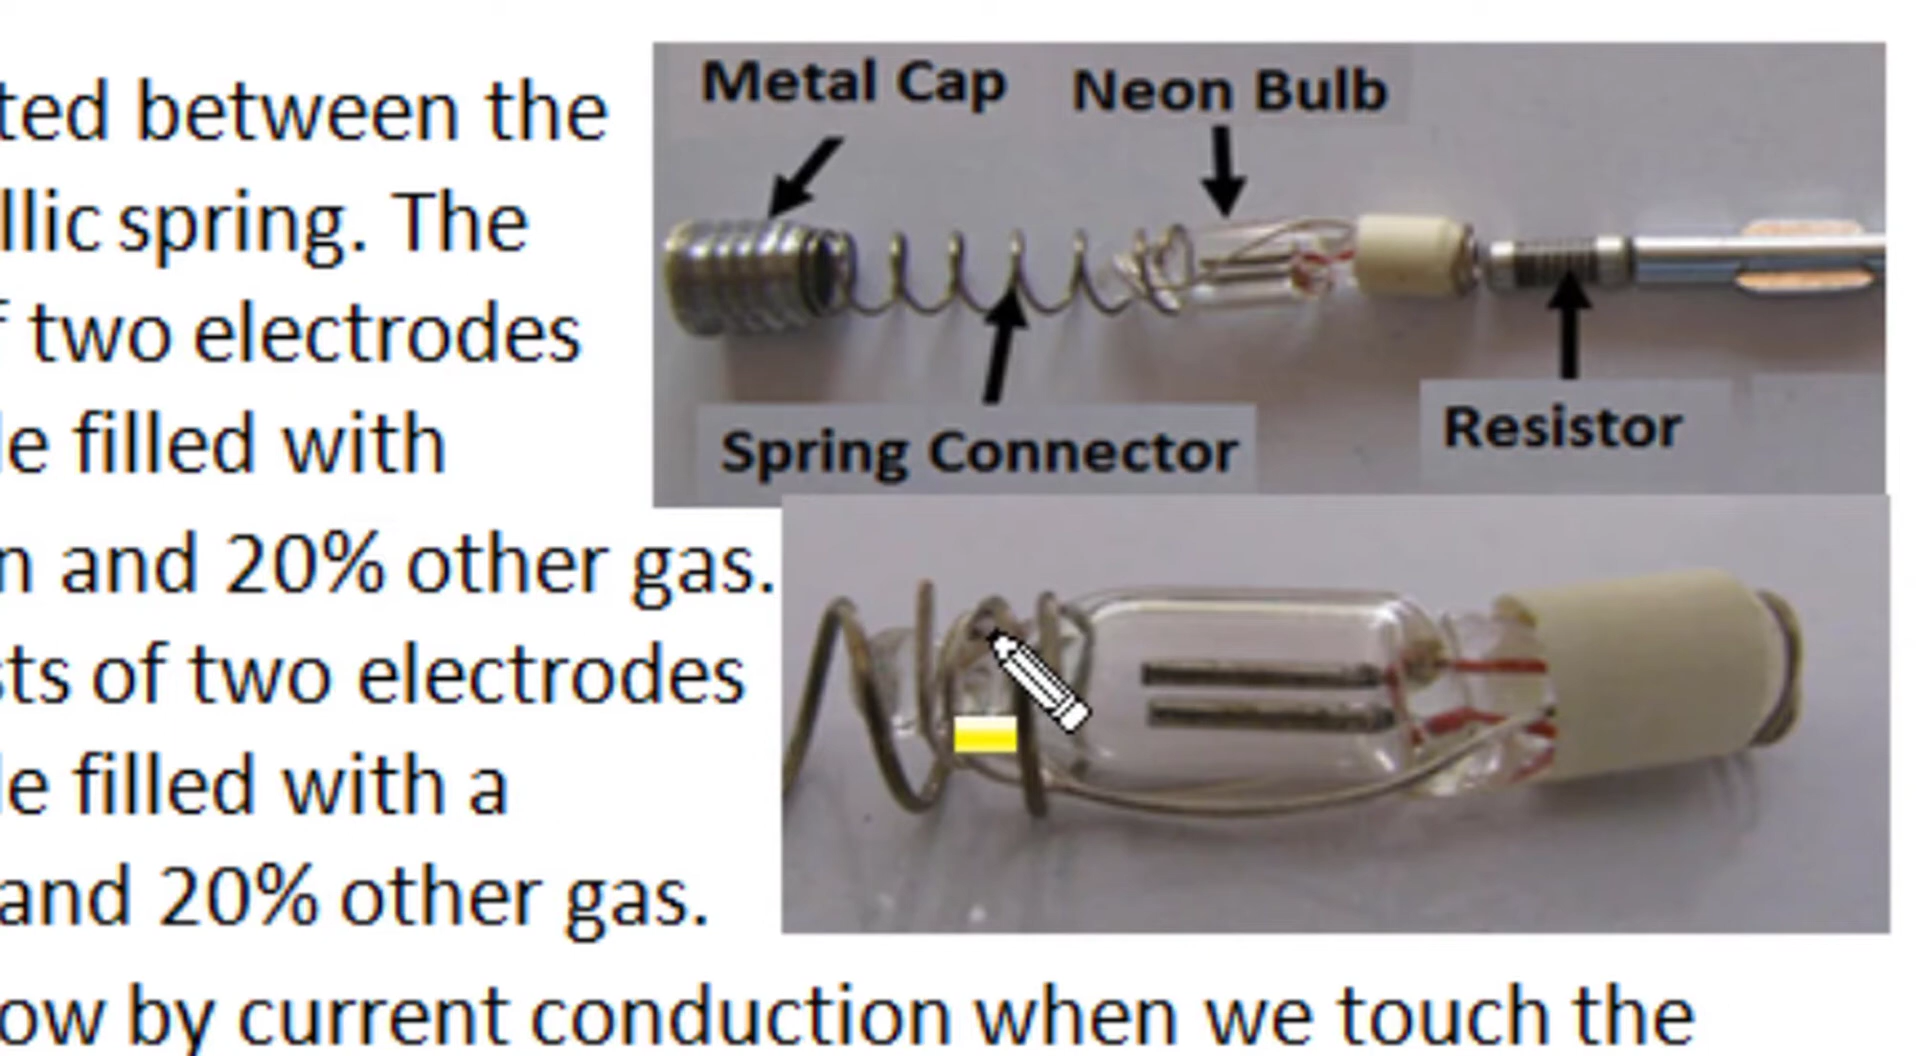 ted between the
llic spring. The
f two electrodes
le filled with
n and 20% other gas.
sts of two electrodes
le filled with a
and 20% other gas.
ow by current conduction when we touch the
Metal Cap
Neon Bulb
Spring Connector
Resistor